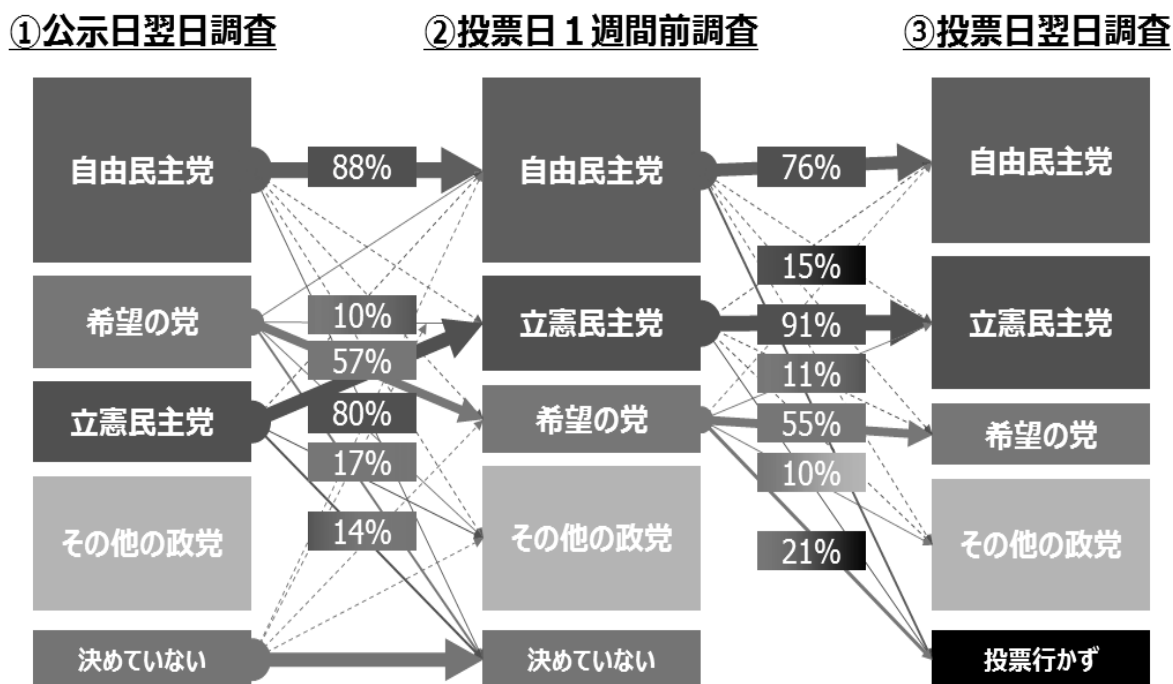 ①公示日翌日調査
②投票日１週間前調査
③投票日翌日調査
自由民主党
88%
自由民主党
76%
自由民主党
15%
希望の党
10%
立憲民主党
91%
立憲民主党
57%
11%
立憲民主党
80%
希望の党
55%
希望の党
17%
10%
その他の政党
14%
その他の政党
21%
その他の政党
決めていない
決めていない
投票行かず